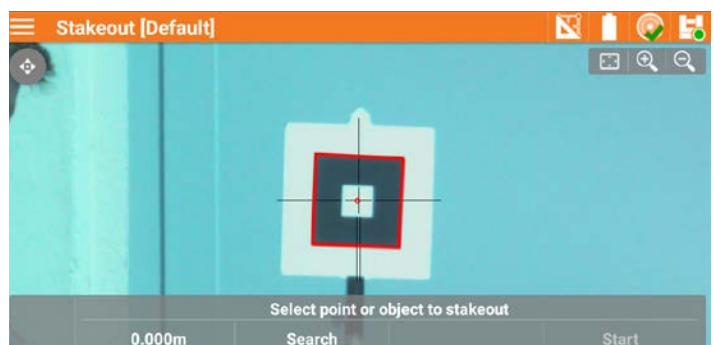 Stakeout [Default]
Select point or object to stakeout
0.000m Search Start